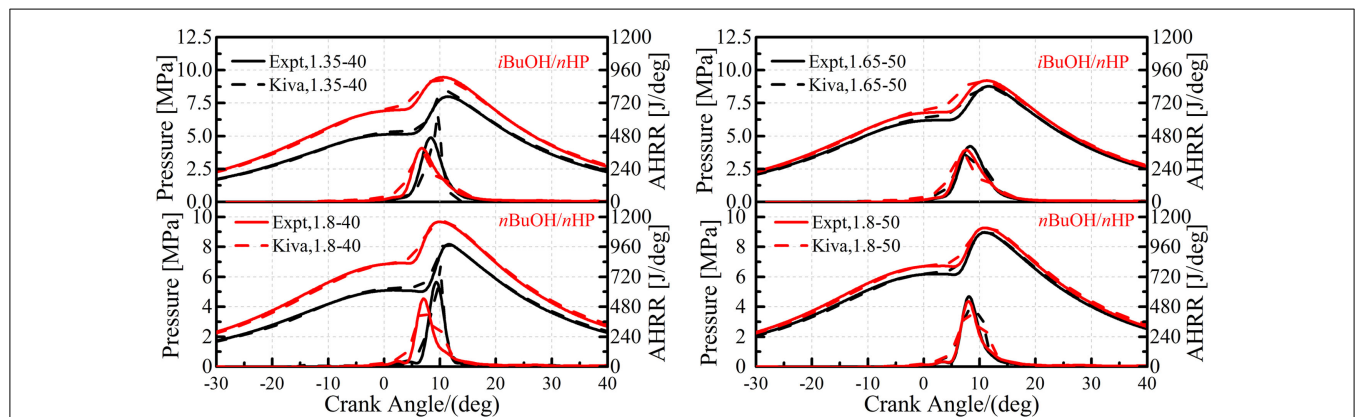 12.5
10.0
7.5
5.0
2.5
0.0
Pressure [MPa]
Expt,1.35-40
Kiva,1.35-40
iBuOH/nHP
1200
960
720
480
240
0
AHRR [J/deg]
10
8
6
4
2
0
Pressure [MPa]
Expt,1.8-40
Kiva,1.8-40
nBuOH/nHP
1200
960
720
480
240
0
AHRR [J/deg]
-30 -20 -10 0 10 20 30 40
Crank Angle/(deg)
12.5
10.0
7.5
5.0
2.5
0.0
Pressure [MPa]
Expt,1.65-50
Kiva,1.65-50
iBuOH/nHP
1200
960
720
480
240
0
AHRR [J/deg]
10
8
6
4
2
0
Pressure [MPa]
Expt,1.8-50
Kiva,1.8-50
nBuOH/nHP
1200
960
720
480
240
0
AHRR [J/deg]
-30 -20 -10 0 10 20 30 40
Crank Angle/(deg)